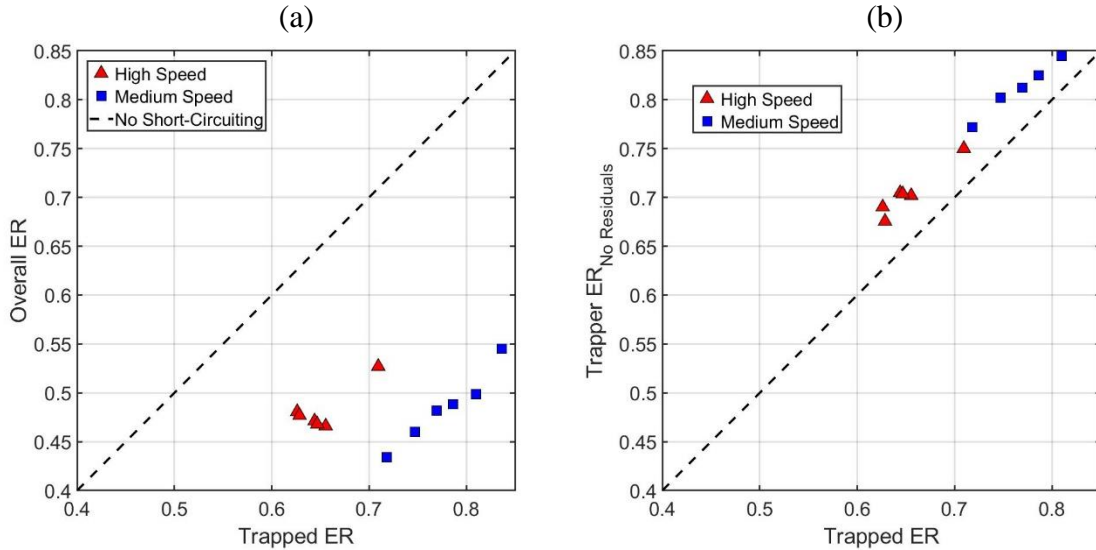 (a)
0.85
0.8
0.75
0.7
0.65
0.6
0.55
0.5
0.45
0.4
Overall ER
High Speed
Medium Speed
No Short-Circuiting
0.4 0.5 0.6 0.7 0.8
Trapped ER
(b)
0.85
0.8
0.75
0.7
0.65
0.6
0.55
0.5
0.45
0.4
Trapper ER No Residuals
High Speed
Medium Speed
0.4 0.5 0.6 0.7 0.8
Trapped ER